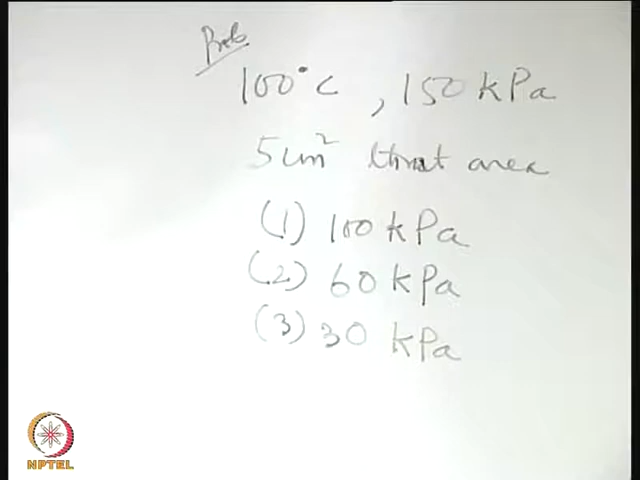 Prob
100°C, 150 kPa
5 cm² throat area
(1) 100 kPa
(2) 60 kPa
(3) 30 kPa
NPTEL